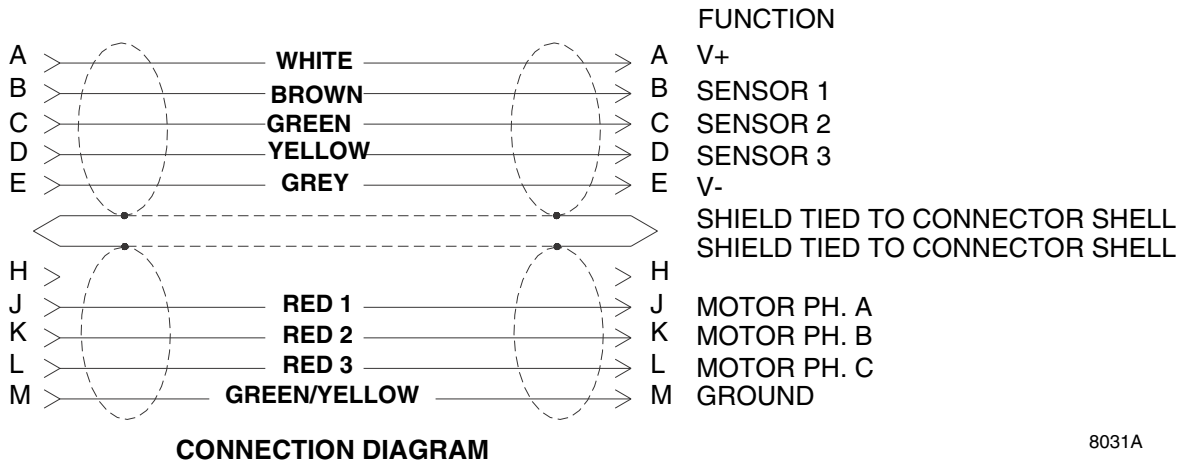 FUNCTION
A WHITE A V+
B BROWN B SENSOR 1
C GREEN C SENSOR 2
D YELLOW D SENSOR 3
E GREY E V-
SHIELD TIED TO CONNECTOR SHELL
SHIELD TIED TO CONNECTOR SHELL
H H
J RED 1 J MOTOR PH. A
K RED 2 K MOTOR PH. B
L RED 3 L MOTOR PH. C
M GREEN/YELLOW M GROUND
CONNECTION DIAGRAM
8031A